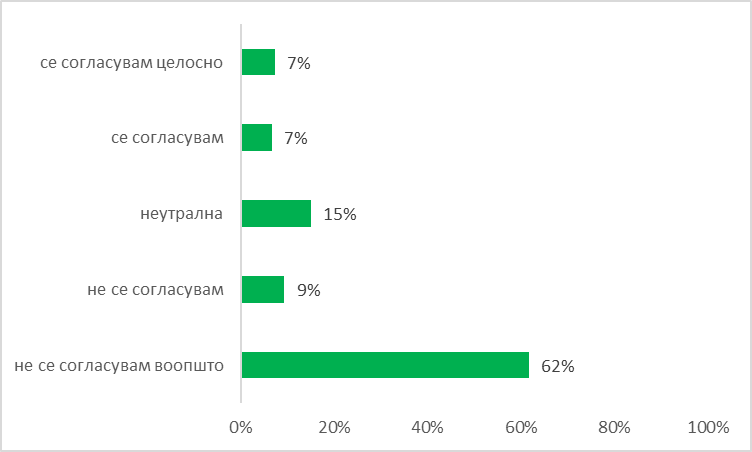 се согласувам целосно 7%
се согласувам 7%
неутрална 15%
не се согласувам 9%
не се согласувам воопшто 62%
0% 20% 40% 60% 80% 100%